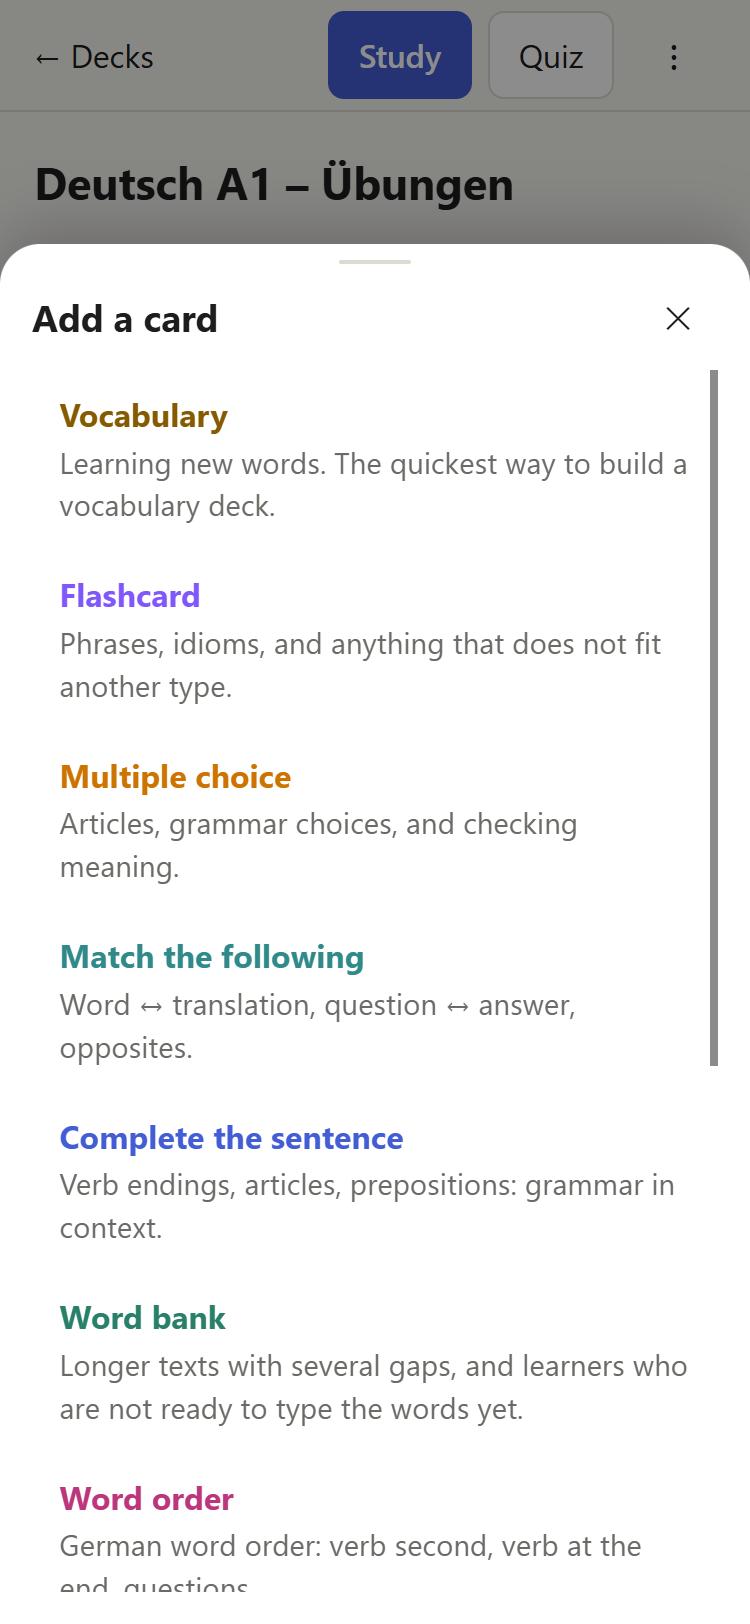 ← Decks
Study
Quiz
⋮
Deutsch A1 – Übungen
Add a card
Vocabulary
Learning new words. The quickest way to build a
vocabulary deck.
Flashcard
Phrases, idioms, and anything that does not fit
another type.
Multiple choice
Articles, grammar choices, and checking
meaning.
Match the following
Word ↔ translation, question ↔ answer,
opposites.
Complete the sentence
Verb endings, articles, prepositions: grammar in
context.
Word bank
Longer texts with several gaps, and learners who
are not ready to type the words yet.
Word order
German word order: verb second, verb at the
end, questions.